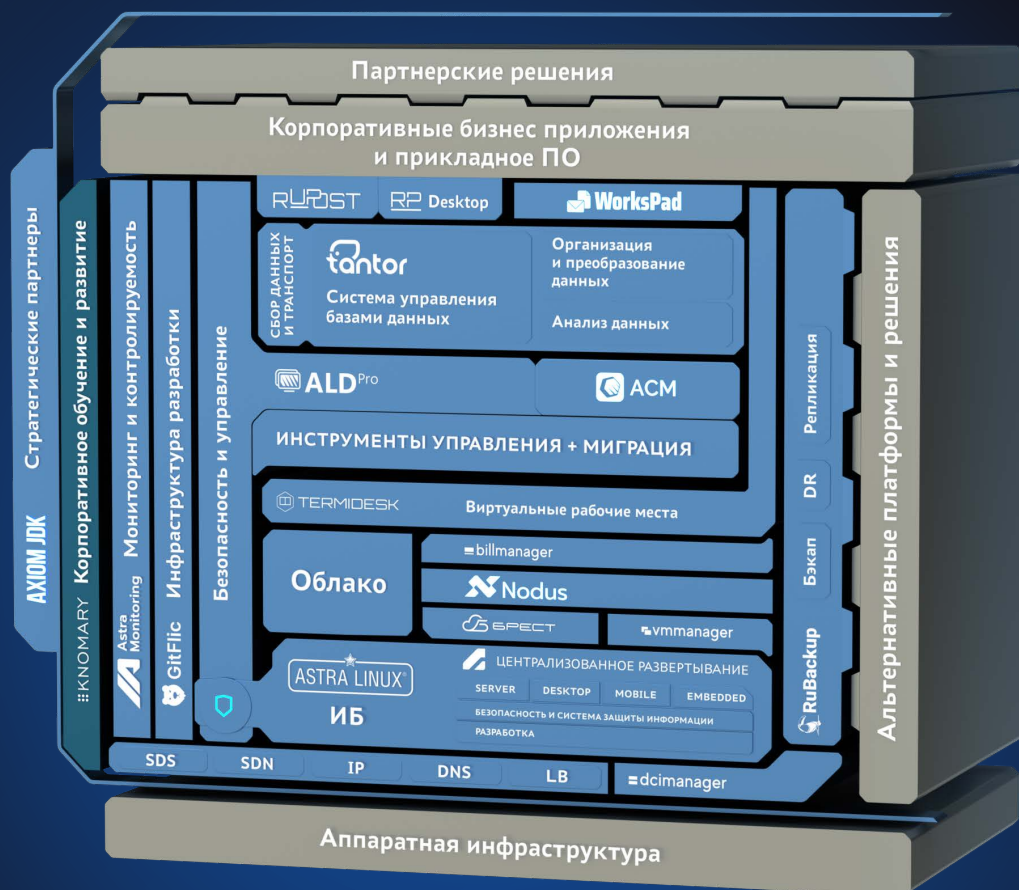 Партнерские решения
Корпоративные бизнес приложения
и прикладное ПО
Стратегические партнеры
AXIOM JDK
Корпоративное обучение и развитие
KNOMARY
Мониторинг и контролируемость
Astra
Monitoring
Инфраструктура разработки
GitFlic
Безопасность и управление
RUPOST
RP Desktop
WorksPad
СБОР ДАННЫХ
И ТРАНСПОРТ
tantor
Система управления
базами данных
Организация
и преобразование
данных
Анализ данных
ALD Pro
ACM
ИНСТРУМЕНТЫ УПРАВЛЕНИЯ + МИГРАЦИЯ
TERMIDESK
Виртуальные рабочие места
Облако
billmanager
Nodus
БРЕСТ
vmmanager
ASTRA LINUX®
ИБ
ЦЕНТРАЛИЗОВАННОЕ РАЗВЕРТЫВАНИЕ
SERVER
DESKTOP
MOBILE
EMBEDDED
БЕЗОПАСНОСТЬ И СИСТЕМА ЗАЩИТЫ ИНФОРМАЦИИ
РАЗРАБОТКА
SDS
SDN
IP
DNS
LB
dcimanager
Репликация
DR
Бэкап
RuBackup
Альтернативные платформы и решения
Аппаратная инфраструктура